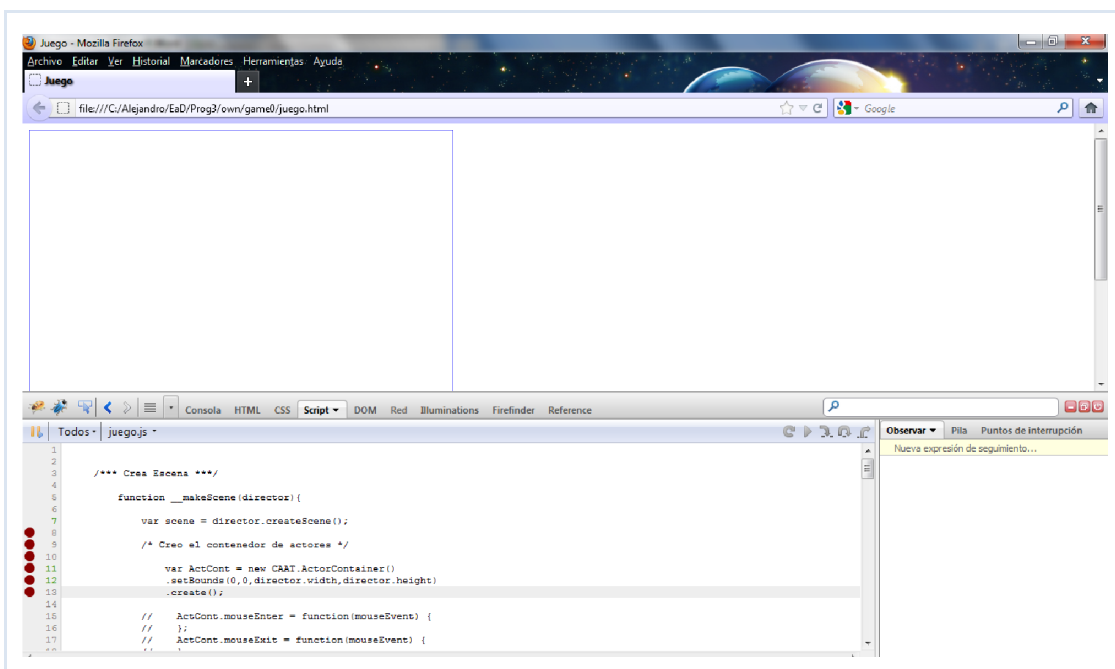 Juego - Mozilla Firefox
Archivo Editar Ver Historial Marcadores Herramientas Ayuda
Juego
file:///C:/Alejandro/EaD/Prog3/own/game0/juego.html
Google
Consola HTML CSS Script DOM Red Illuminations Firefinder Reference
Todos juego.js
Observar Pila Puntos de interrupción
Nueva expresión de seguimiento...
1
2
3 /*** Crea Escena ***/
4
5 function __makeScene(director){
6
7 var scene = director.createScene();
8
9 /* Creo el contenedor de actores */
10
11 var ActCont = new CAAT.ActorContainer()
12 .setBounds(0,0,director.width,director.height)
13 .create();
14
15 // ActCont.mouseEnter = function(mouseEvent) {
16 // };
17 // ActCont.mouseExit = function(mouseEvent) {